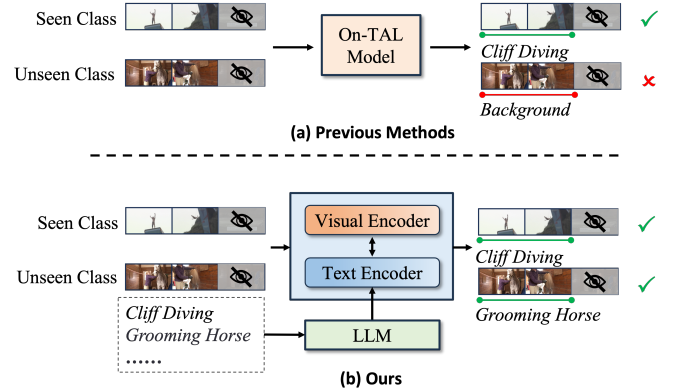 Seen Class
Unseen Class
On-TAL
Model
Cliff Diving
Background
(a) Previous Methods
Seen Class
Unseen Class
Visual Encoder
Text Encoder
Cliff Diving
Grooming Horse
Cliff Diving
Grooming Horse
......
LLM
(b) Ours